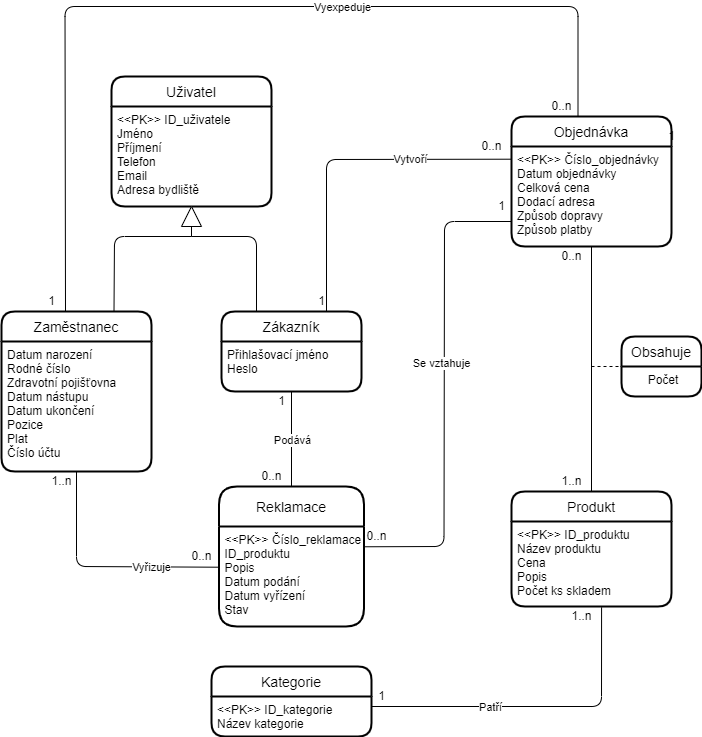 Vyexpeduje
Uživatel
<<PK>> ID_uživatele
Jméno
Příjmení
Telefon
Email
Adresa bydliště
0..n
Objednávka
<<PK>> Číslo_objednávky
Datum objednávky
Celková cena
Dodací adresa
Způsob dopravy
Způsob platby
0..n
Vytvoří
1
0..n
1
1
Zaměstnanec
Datum narození
Rodné číslo
Zdravotní pojišťovna
Datum nástupu
Datum ukončení
Pozice
Plat
Číslo účtu
Zákazník
Přihlašovací jméno
Heslo
Se vztahuje
Obsahuje
Počet
1
Podává
0..n
1..n
Vyřizuje
0..n
Reklamace
<<PK>> Číslo_reklamace
ID_produktu
Popis
Datum podání
Datum vyřízení
Stav
0..n
1..n
Produkt
<<PK>> ID_produktu
Název produktu
Cena
Popis
Počet ks skladem
1..n
Kategorie
<<PK>> ID_kategorie
Název kategorie
1
Patří